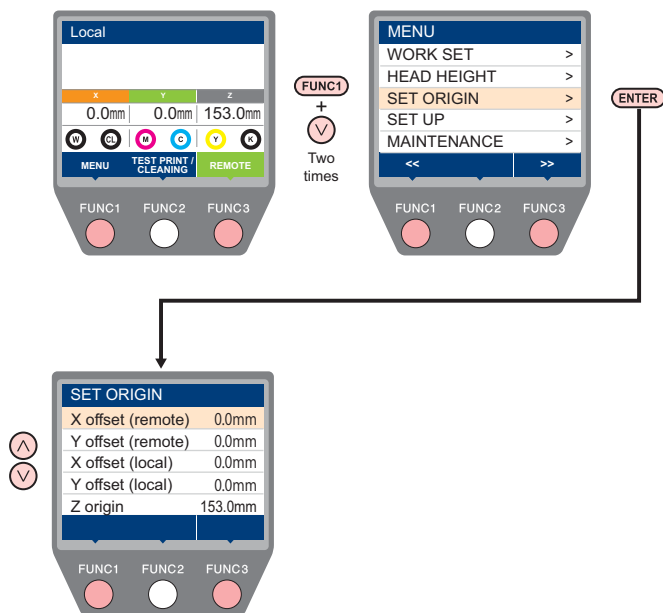 Local
X Y Z
0.0mm 0.0mm 153.0mm
W CL M C Y K
MENU TEST PRINT / CLEANING REMOTE
FUNC1 FUNC2 FUNC3
FUNC1
+
Two
times
MENU
WORK SET >
HEAD HEIGHT >
SET ORIGIN >
SET UP >
MAINTENANCE >
<< >>
FUNC1 FUNC2 FUNC3
ENTER
SET ORIGIN
X offset (remote) 0.0mm
Y offset (remote) 0.0mm
X offset (local) 0.0mm
Y offset (local) 0.0mm
Z origin 153.0mm
FUNC1 FUNC2 FUNC3